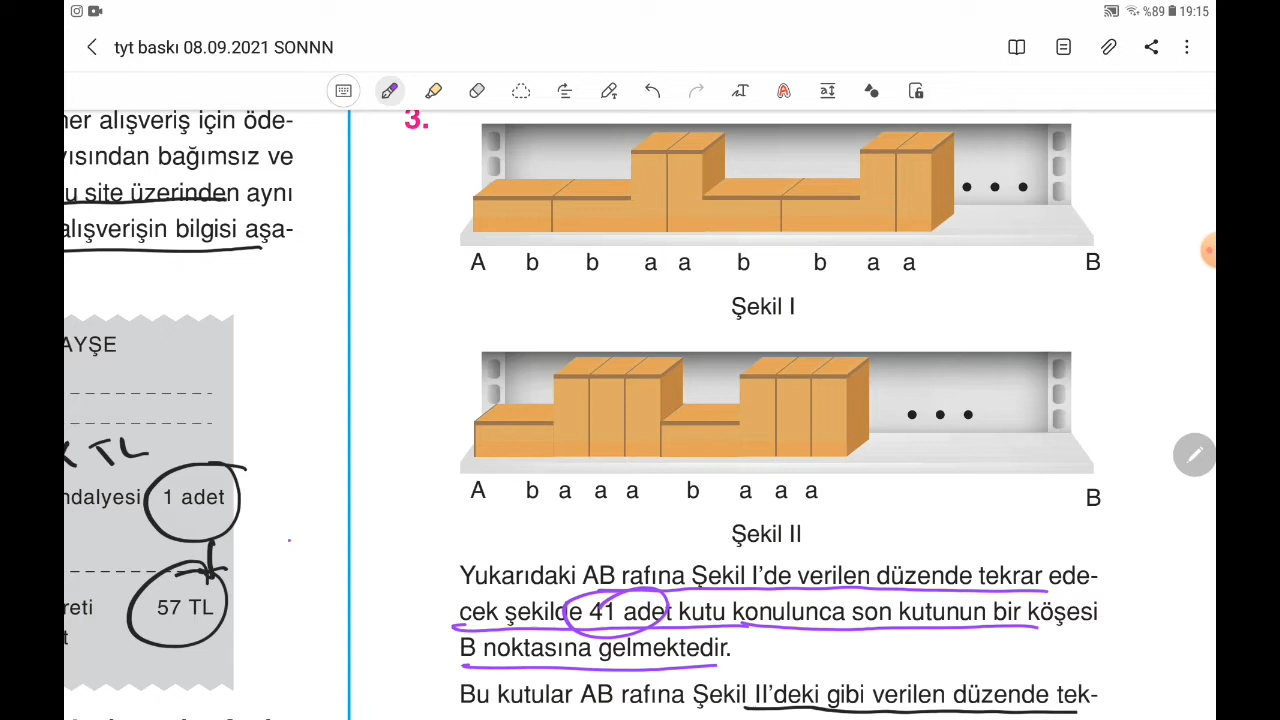 %89 19:15
tyt baskı 08.09.2021 SONNN
her alışveriş için öde-
yısından bağımsız ve
u site üzerinden aynı
alışverişin bilgisi aşa-
AYŞE
TL
ndalyesi 1 adet
reti 57 TL
t
3.
A b b a a b b a a B
Şekil I
A b a a a b a a a B
Şekil II
Yukarıdaki AB rafına Şekil I'de verilen düzende tekrar ede-
cek şekilde 41 adet kutu konulunca son kutunun bir köşesi
B noktasına gelmektedir.
Bu kutular AB rafına Şekil II'deki gibi verilen düzende tek-